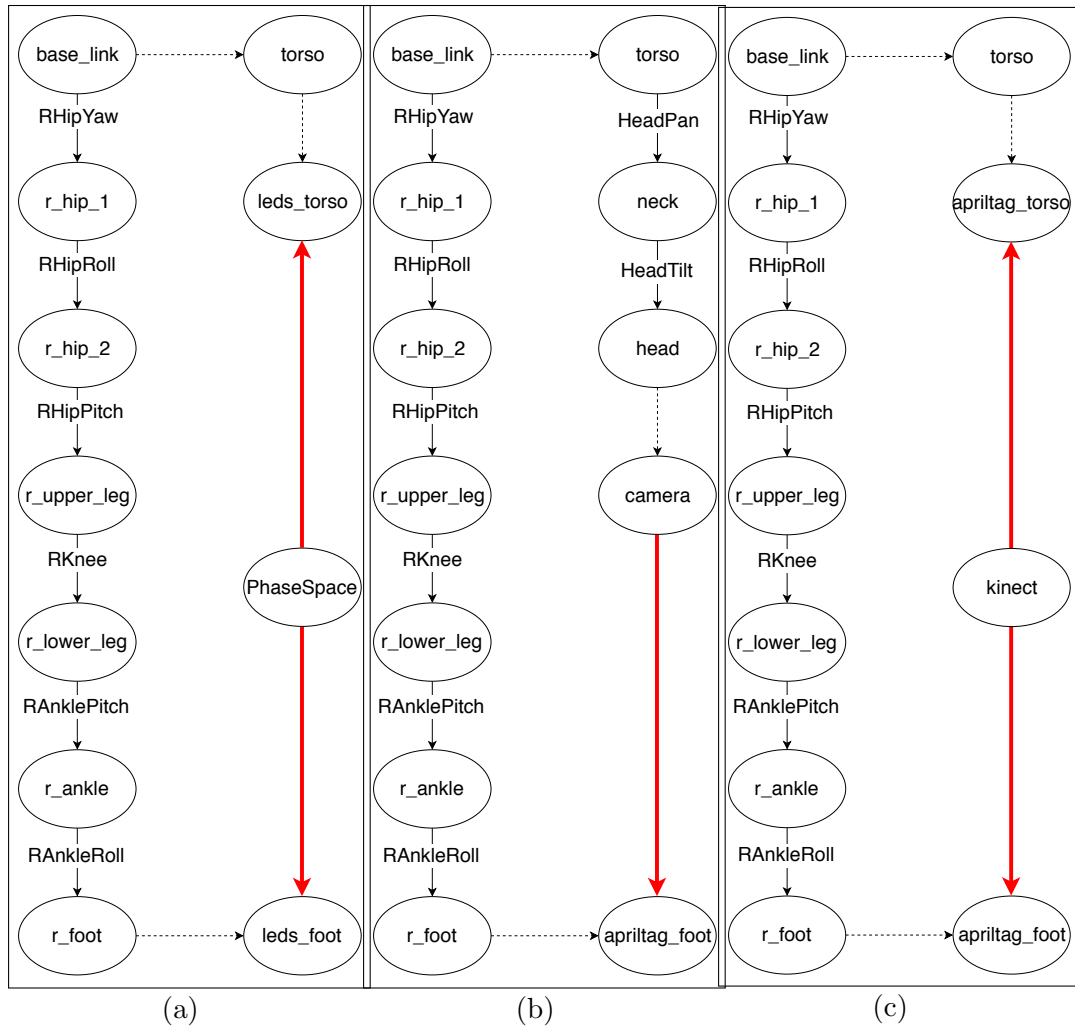 base_link
torso
RHipYaw
r_hip_1
leds_torso
RHipRoll
r_hip_2
RHipPitch
r_upper_leg
RKnee
PhaseSpace
r_lower_leg
RAnklePitch
r_ankle
RAnkleRoll
r_foot
leds_foot
(a)
base_link
torso
RHipYaw
HeadPan
r_hip_1
neck
RHipRoll
HeadTilt
r_hip_2
head
RHipPitch
r_upper_leg
camera
RKnee
r_lower_leg
RAnklePitch
r_ankle
RAnkleRoll
r_foot
apriltag_foot
(b)
base_link
torso
RHipYaw
r_hip_1
apriltag_torso
RHipRoll
r_hip_2
RHipPitch
r_upper_leg
RKnee
kinect
r_lower_leg
RAnklePitch
r_ankle
RAnkleRoll
r_foot
apriltag_foot
(c)